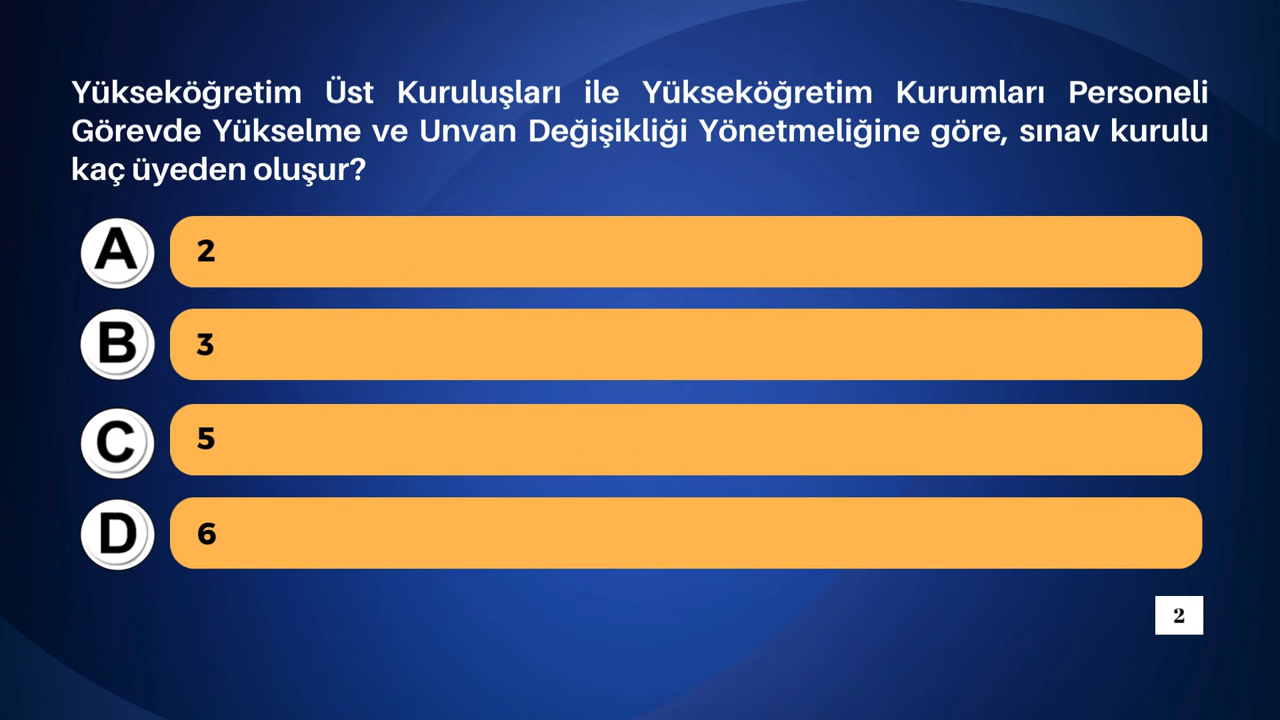 Yükseköğretim Üst Kuruluşları ile Yükseköğretim Kurumları Personeli
Görevde Yükselme ve Unvan Değişikliği Yönetmeliğine göre, sınav kurulu
kaç üyeden oluşur?
A 2
B 3
C 5
D 6
2